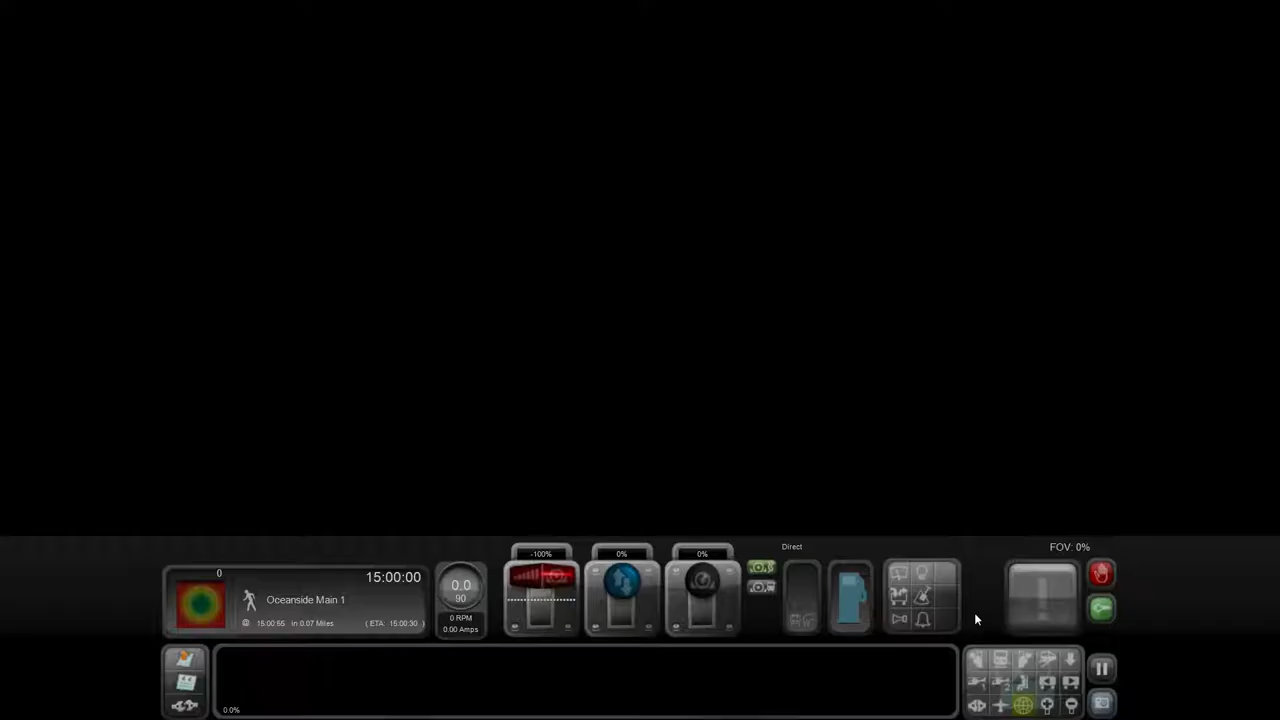 Direct
FOV: 0%
-100%
0%
0%
0
15:00:00
Oceanside Main 1
@ 15:00:55 in 0.07 Miles ( ETA: 15:00:30 )
0.0
90
0 RPM
0.00 Amps
0.0%